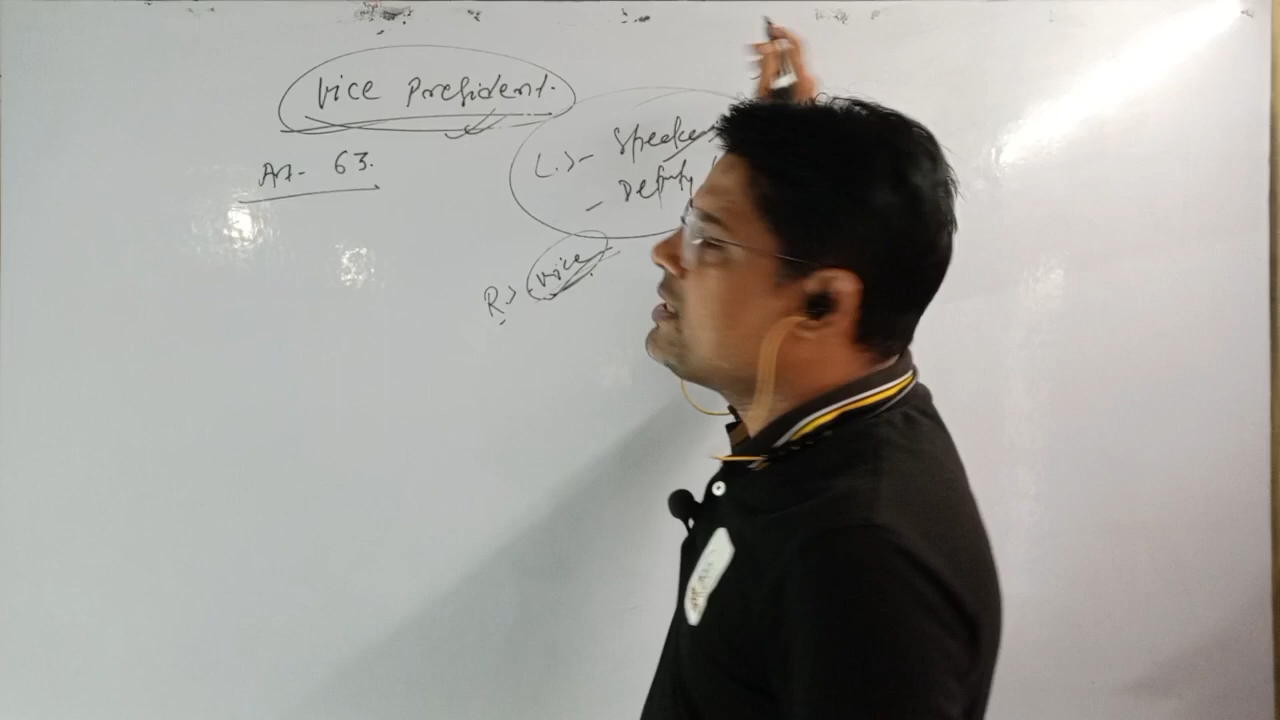 Vice President.
Art- 63.
L.S- Speaker
- Deputy
R.S vice